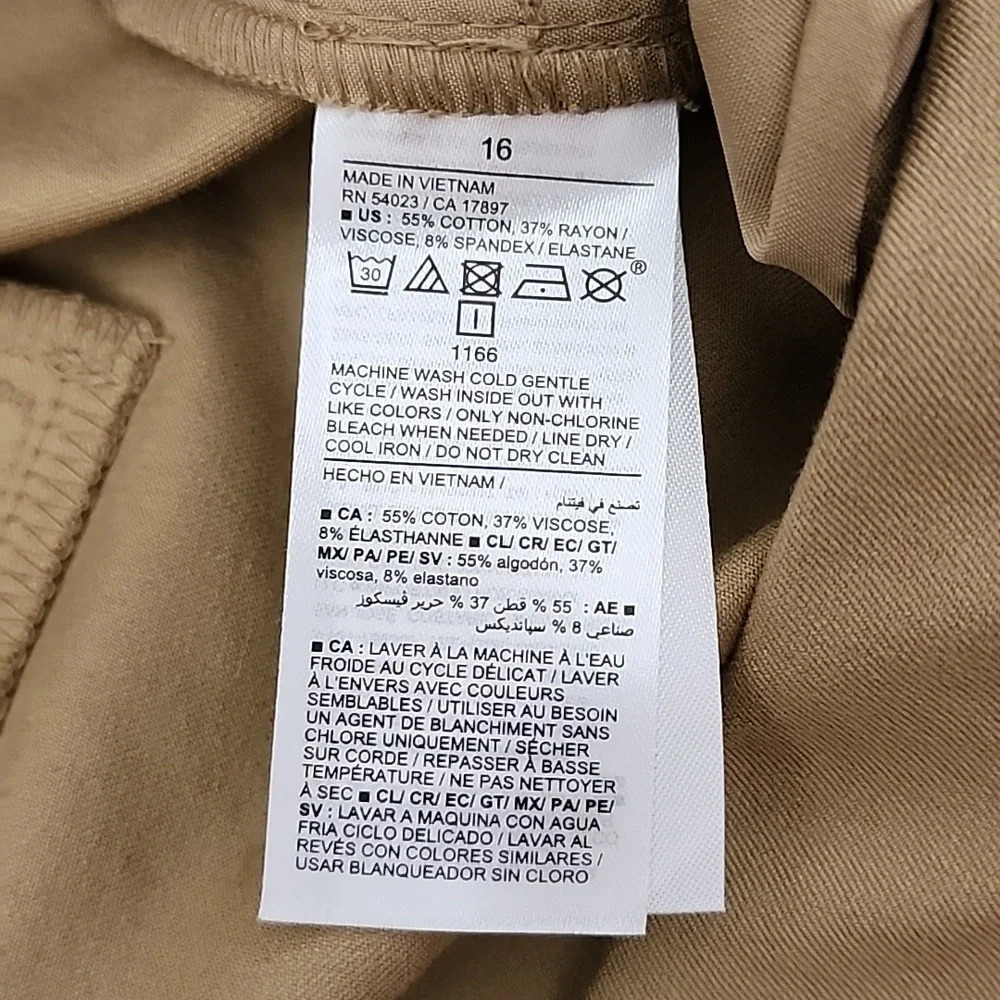 16
MADE IN VIETNAM
RN 54023 / CA 17897
■ US : 55% COTTON, 37% RAYON /
VISCOSE, 8% SPANDEX / ELASTANE
30
®
1166
MACHINE WASH COLD GENTLE
CYCLE / WASH INSIDE OUT WITH
LIKE COLORS / ONLY NON-CHLORINE
BLEACH WHEN NEEDED / LINE DRY /
COOL IRON / DO NOT DRY CLEAN
HECHO EN VIETNAM /
تصنع في فيتنام
■ CA : 55% COTON, 37% VISCOSE,
8% ÉLASTHANNE ■ CL/ CR/ EC/ GT/
MX/ PA/ PE/ SV : 55% algodón, 37%
viscosa, 8% elastano
■ AE : 55 % قطن 37 % حرير ڤيسكوز
صناعي 8 % سپانديكس
■ CA : LAVER À LA MACHINE À L'EAU
FROIDE AU CYCLE DÉLICAT / LAVER
À L'ENVERS AVEC COULEURS
SEMBLABLES / UTILISER AU BESOIN
UN AGENT DE BLANCHIMENT SANS
CHLORE UNIQUEMENT / SÉCHER
SUR CORDE / REPASSER À BASSE
TEMPÉRATURE / NE PAS NETTOYER
À SEC ■ CL/ CR/ EC/ GT/ MX/ PA/ PE/
SV : LAVAR A MAQUINA CON AGUA
FRIA CICLO DELICADO / LAVAR AL
REVÉS CON COLORES SIMILARES /
USAR BLANQUEADOR SIN CLORO